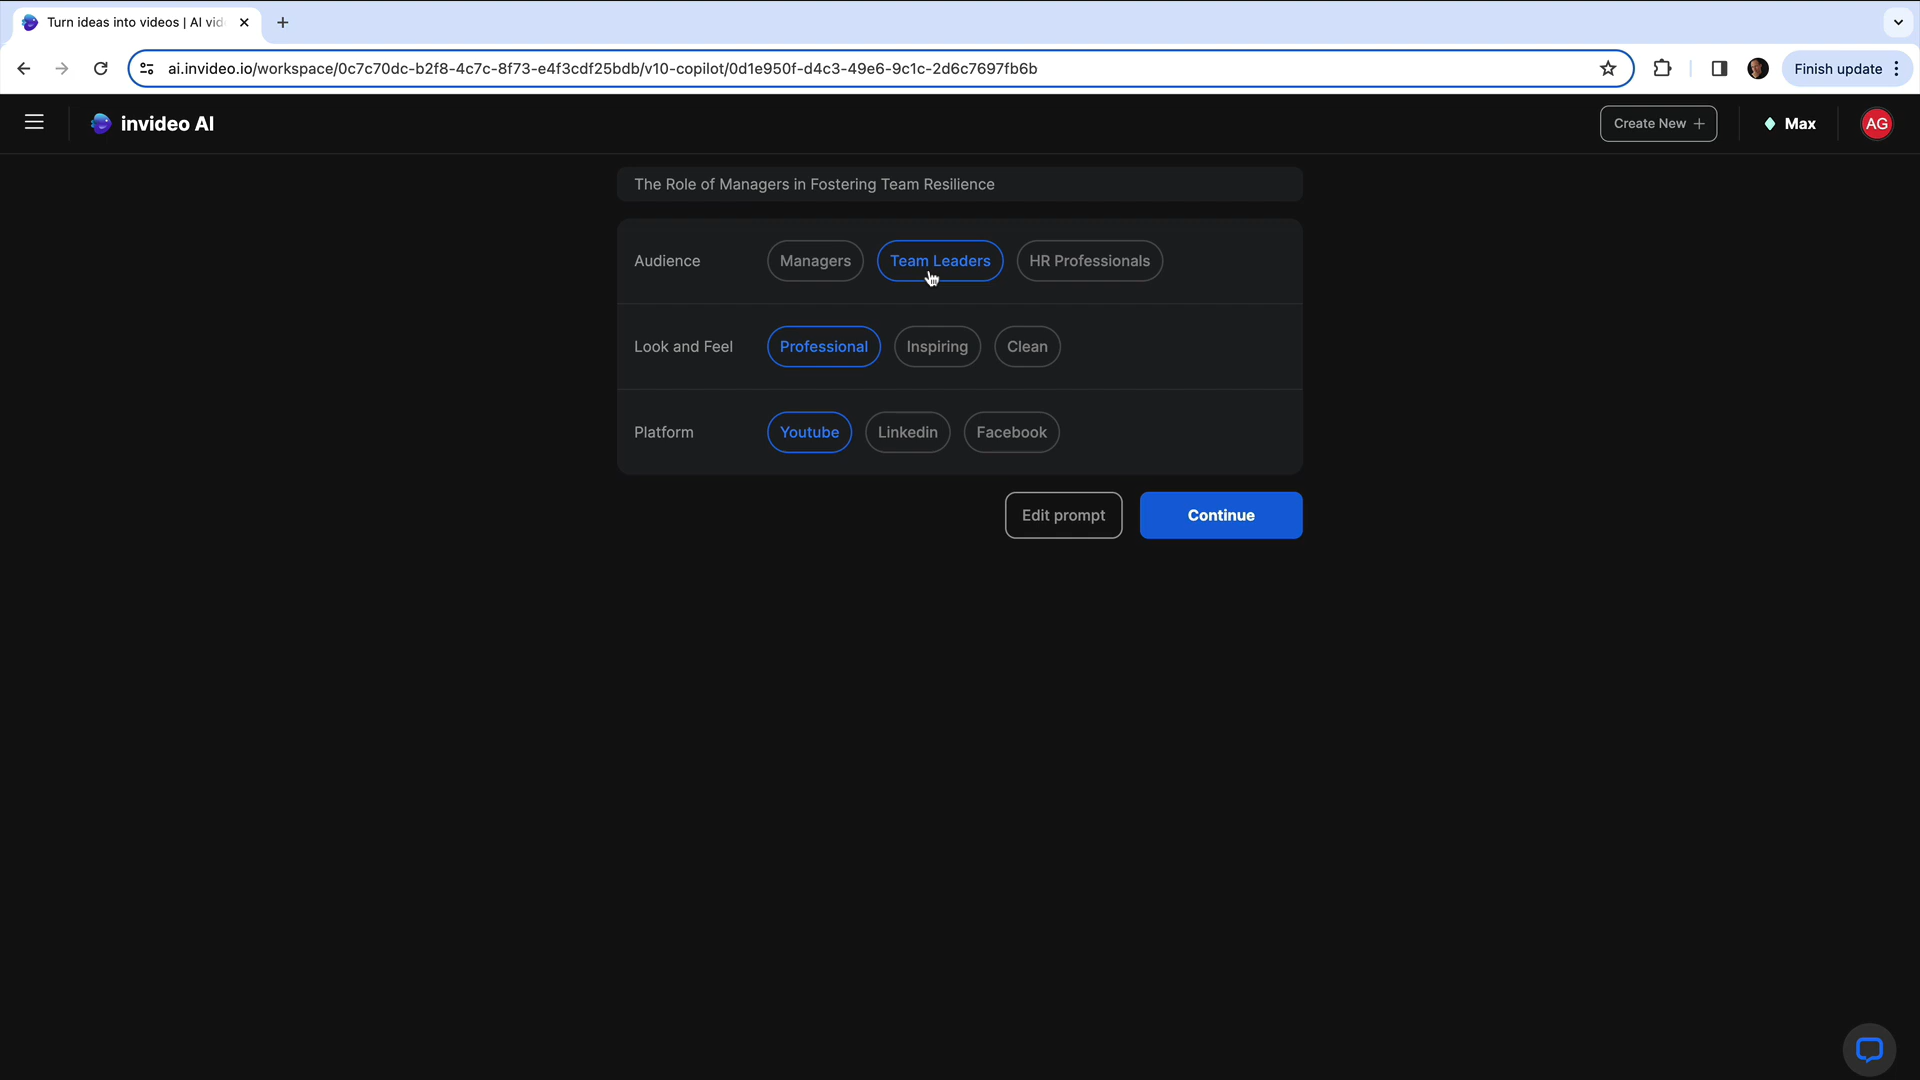 Turn ideas into videos | AI vid
ai.invideo.io/workspace/0c7c70dc-b2f8-4c7c-8f73-e4f3cdf25bdb/v10-copilot/0d1e950f-d4c3-49e6-9c1c-2d6c7697fb6b
Finish update
invideo AI
Create New +
Max
AG
The Role of Managers in Fostering Team Resilience
Audience Managers Team Leaders HR Professionals
Look and Feel Professional Inspiring Clean
Platform Youtube Linkedin Facebook
Edit prompt Continue